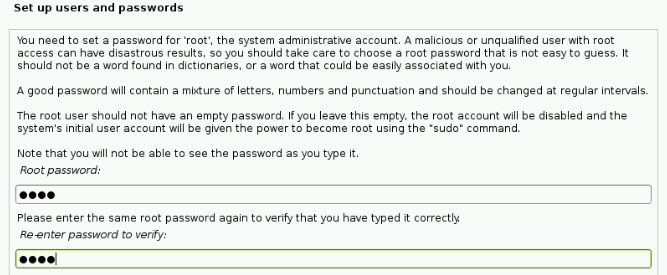 Set up users and passwords
You need to set a password for 'root', the system administrative account. A malicious or unqualified user with root
access can have disastrous results, so you should take care to choose a root password that is not easy to guess. It
should not be a word found in dictionaries, or a word that could be easily associated with you.
A good password will contain a mixture of letters, numbers and punctuation and should be changed at regular intervals.
The root user should not have an empty password. If you leave this empty, the root account will be disabled and the
system's initial user account will be given the power to become root using the "sudo" command.
Note that you will not be able to see the password as you type it.
Root password:
●●●●
Please enter the same root password again to verify that you have typed it correctly.
Re-enter password to verify:
●●●●